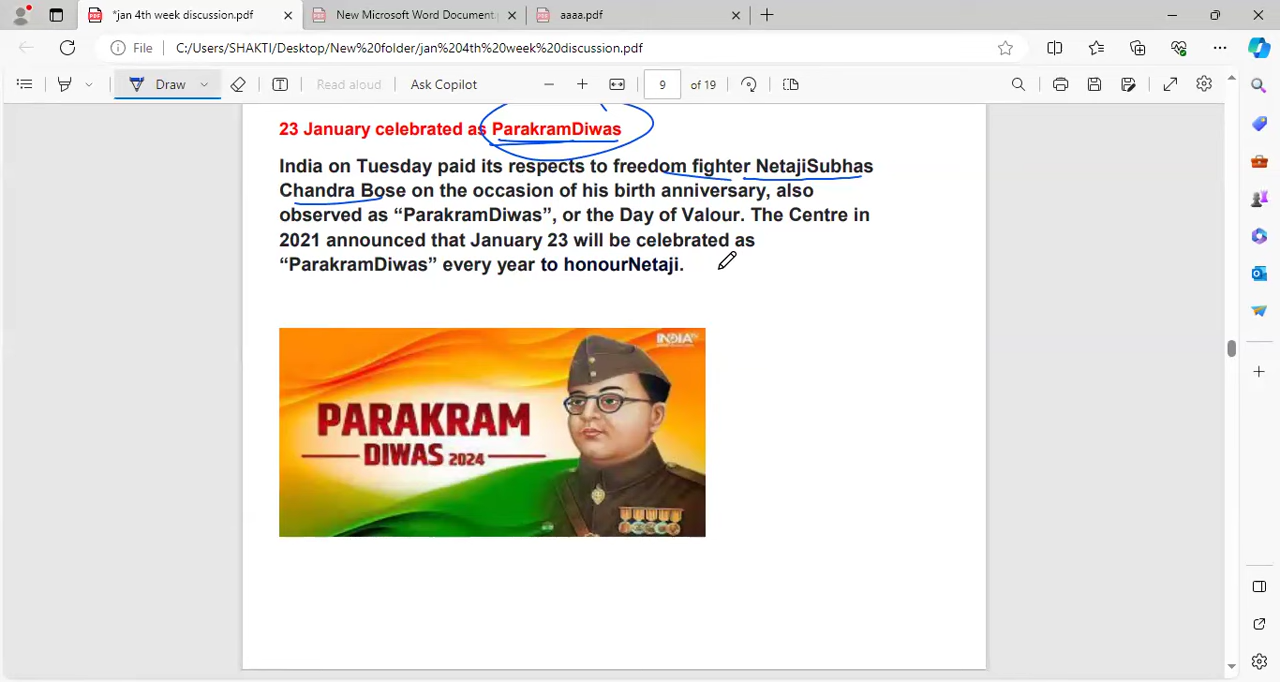 *jan 4th week discussion.pdf
New Microsoft Word Document
aaaa.pdf
File
C:/Users/SHAKTI/Desktop/New%20folder/jan%204th%20week%20discussion.pdf
Draw
Read aloud
Ask Copilot
9
of 19
23 January celebrated as ParakramDiwas
India on Tuesday paid its respects to freedom fighter NetajiSubhas
Chandra Bose on the occasion of his birth anniversary, also
observed as “ParakramDiwas”, or the Day of Valour. The Centre in
2021 announced that January 23 will be celebrated as
“ParakramDiwas” every year to honourNetaji.
INDIA
PARAKRAM
DIWAS 2024